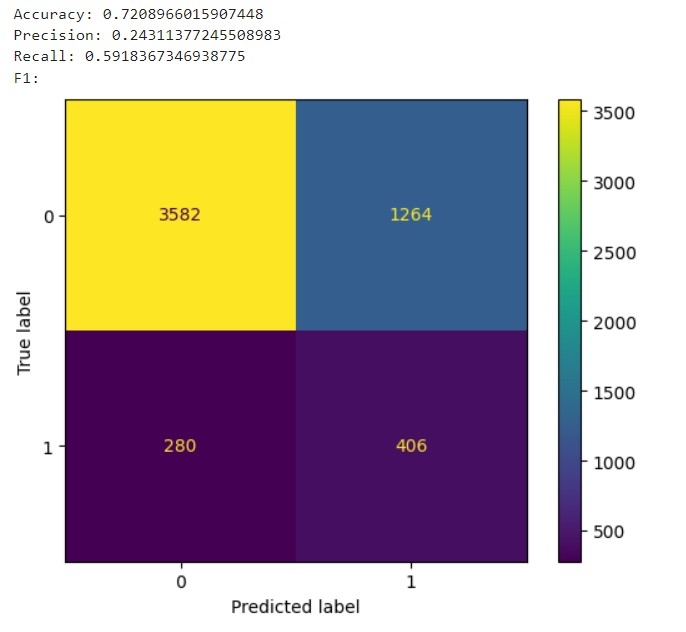 Accuracy: 0.7208966015907448
Precision: 0.24311377245508983
Recall: 0.5918367346938775
F1:
3500
3000
2500
2000
1500
1000
500
0
3582
1264
1
280
406
0
1
True label
Predicted label